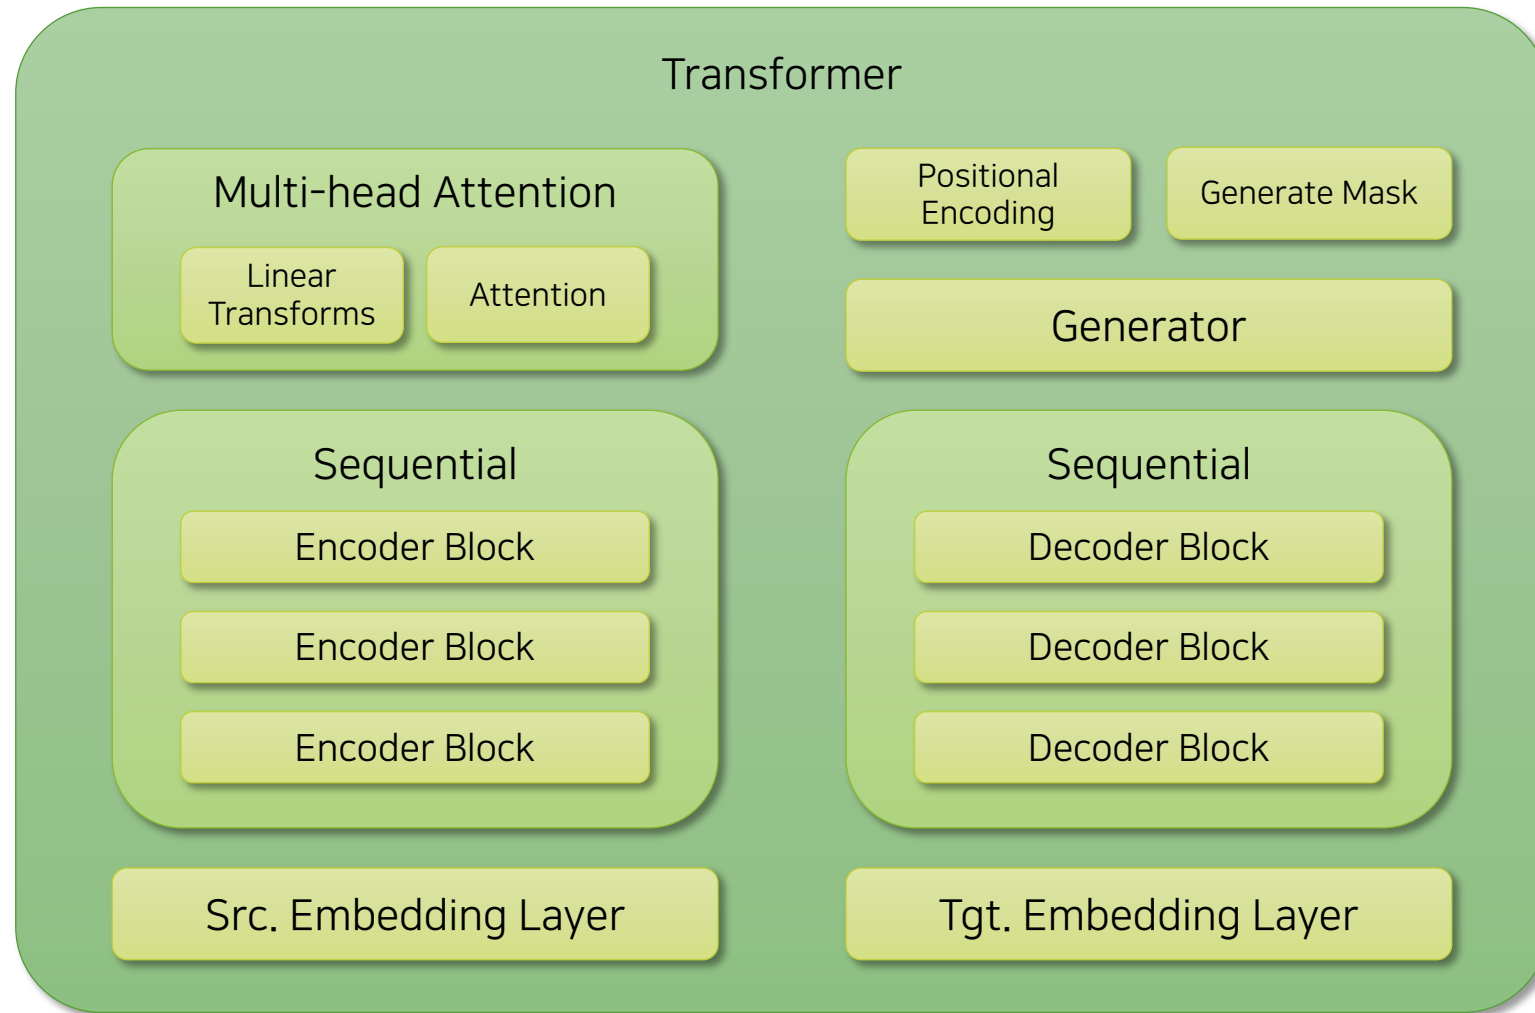 Transformer
Multi-head Attention
Linear
Transforms
Attention
Positional
Encoding
Generate Mask
Generator
Sequential
Encoder Block
Encoder Block
Encoder Block
Sequential
Decoder Block
Decoder Block
Decoder Block
Src. Embedding Layer
Tgt. Embedding Layer